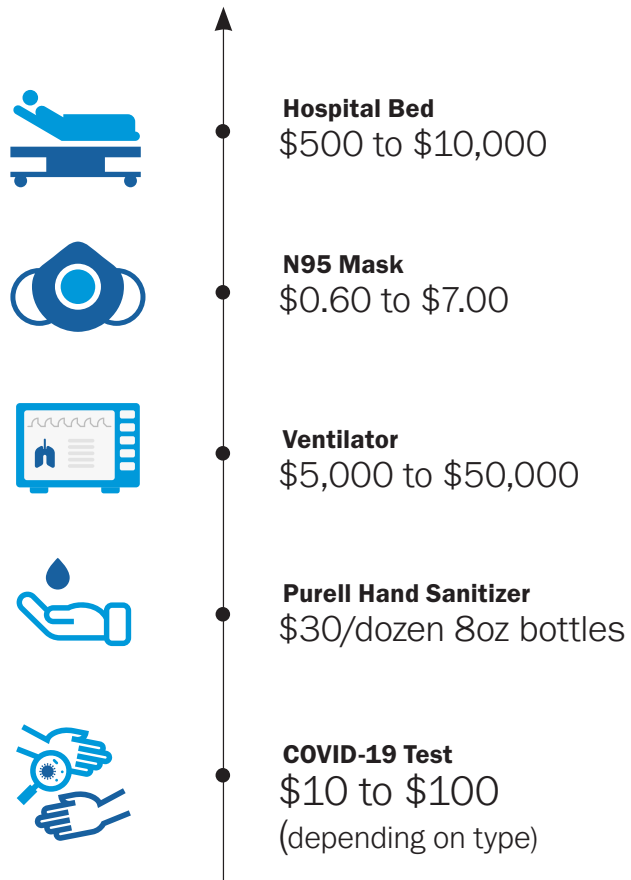 Hospital Bed
$500 to $10,000
N95 Mask
$0.60 to $7.00
Ventilator
$5,000 to $50,000
Purell Hand Sanitizer
$30/dozen 8oz bottles
COVID-19 Test
$10 to $100
(depending on type)